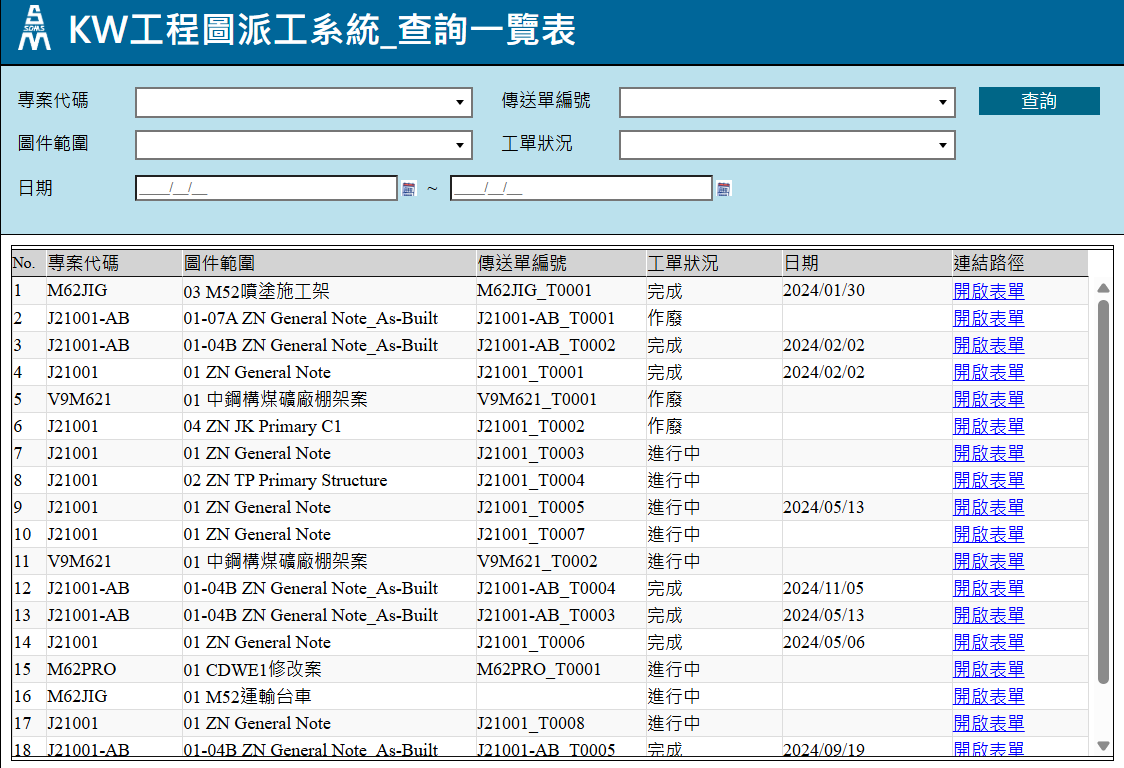 SDMS KW工程圖派工系統_查詢一覽表
專案代碼 傳送單編號 查詢
圖件範圍 工單狀況
日期 ____/__/__ ~ ____/__/__
No. 專案代碼 圖件範圍 傳送單編號 工單狀況 日期 連結路徑
1 M62JIG 03 M52噴塗施工架 M62JIG_T0001 完成 2024/01/30 開啟表單
2 J21001-AB 01-07A ZN General Note_As-Built J21001-AB_T0001 作廢 開啟表單
3 J21001-AB 01-04B ZN General Note_As-Built J21001-AB_T0002 完成 2024/02/02 開啟表單
4 J21001 01 ZN General Note J21001_T0001 完成 2024/02/02 開啟表單
5 V9M621 01 中鋼構煤礦廠棚架案 V9M621_T0001 作廢 開啟表單
6 J21001 04 ZN JK Primary C1 J21001_T0002 作廢 開啟表單
7 J21001 01 ZN General Note J21001_T0003 進行中 開啟表單
8 J21001 02 ZN TP Primary Structure J21001_T0004 進行中 開啟表單
9 J21001 01 ZN General Note J21001_T0005 進行中 2024/05/13 開啟表單
10 J21001 01 ZN General Note J21001_T0007 進行中 開啟表單
11 V9M621 01 中鋼構煤礦廠棚架案 V9M621_T0002 進行中 開啟表單
12 J21001-AB 01-04B ZN General Note_As-Built J21001-AB_T0004 完成 2024/11/05 開啟表單
13 J21001-AB 01-04B ZN General Note_As-Built J21001-AB_T0003 完成 2024/05/13 開啟表單
14 J21001 01 ZN General Note J21001_T0006 完成 2024/05/06 開啟表單
15 M62PRO 01 CDWE1修改案 M62PRO_T0001 進行中 開啟表單
16 M62JIG 01 M52運輸台車 進行中 開啟表單
17 J21001 01 ZN General Note J21001_T0008 進行中 開啟表單
18 J21001-AB 01-04B ZN General Note_As-Built J21001-AB_T0005 完成 2024/09/19 開啟表單